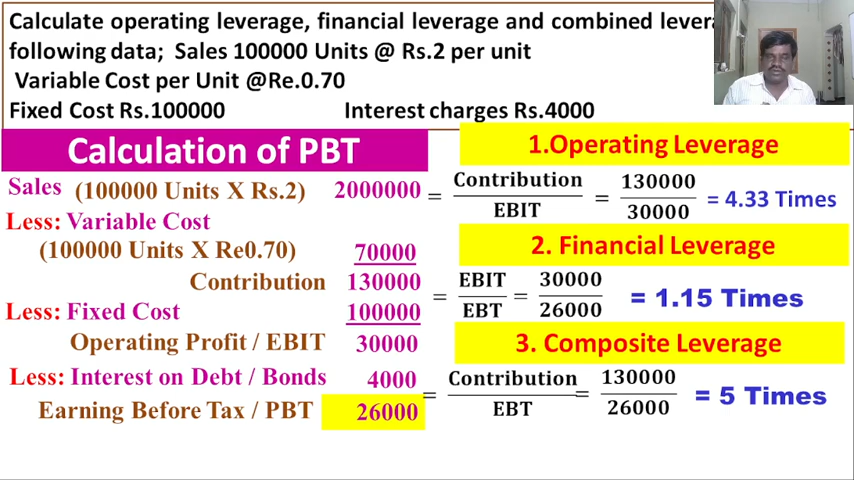 Calculate operating leverage, financial leverage and combined
following data; Sales 100000 Units @ Rs.2 per unit
Variable Cost per Unit @Re.0.70
Fixed Cost Rs.100000 Interest charges Rs.4000
Calculation of PBT
Sales (100000 Units X Rs.2) 2000000
Less: Variable Cost
(100000 Units X Re0.70) 70000
Contribution 130000
Less: Fixed Cost 100000
Operating Profit / EBIT 30000
Less: Interest on Debt / Bonds 4000
Earning Before Tax / PBT 26000
1.Operating Leverage
= Contribution / EBIT = 130000 / 30000 = 4.33 Times
2. Financial Leverage
= EBIT / EBT = 30000 / 26000 = 1.15 Times
3. Composite Leverage
= Contribution / EBT = 130000 / 26000 = 5 Times